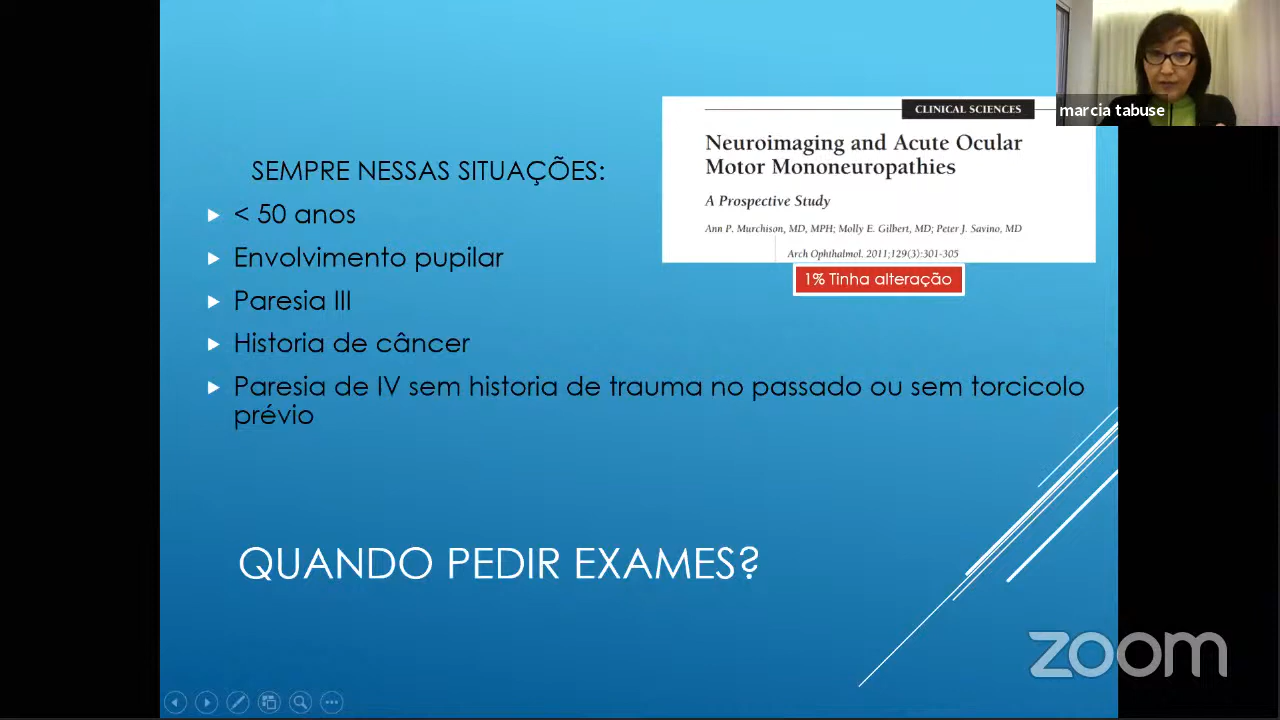 marcia tabuse
CLINICAL SCIENCES
Neuroimaging and Acute Ocular
Motor Mononeuropathies
A Prospective Study
Ann P. Murchison, MD, MPH; Molly E. Gilbert, MD; Peter J. Savino, MD
Arch Ophthalmol. 2011;129(3):301-305
1% Tinha alteração
SEMPRE NESSAS SITUAÇÕES:
< 50 anos
Envolvimento pupilar
Paresia III
Historia de câncer
Paresia de IV sem historia de trauma no passado ou sem torcicolo
prévio
QUANDO PEDIR EXAMES?
zoom